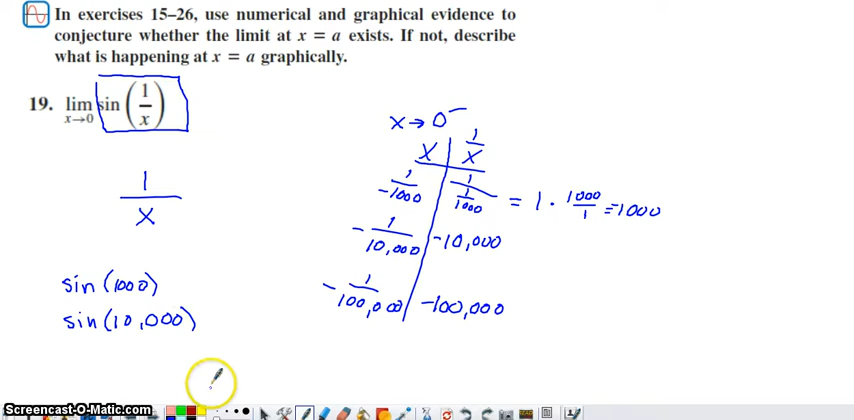 In exercises 15–26, use numerical and graphical evidence to
conjecture whether the limit at x = a exists. If not, describe
what is happening at x = a graphically.
19. lim x→0 sin (1/x)
1/x
sin (1000)
sin (10,000)
x → 0⁻
x | 1/x
1/-1000 | 1/(1/1000) = 1 · 1000/1 = -1000
- 1/10,000 | -10,000
- 1/100,000 | -100,000
Screencast-O-Matic.com